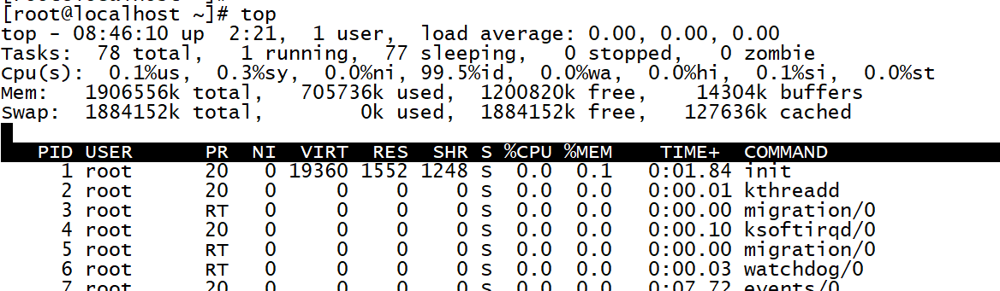 [root@localhost ~]# top
top - 08:46:10 up  2:21,  1 user,  load average: 0.00, 0.00, 0.00
Tasks:  78 total,   1 running,  77 sleeping,   0 stopped,   0 zombie
Cpu(s):  0.1%us,  0.3%sy,  0.0%ni, 99.5%id,  0.0%wa,  0.0%hi,  0.1%si,  0.0%st
Mem:   1906556k total,   705736k used,  1200820k free,    14304k buffers
Swap:  1884152k total,        0k used,  1884152k free,   127636k cached
PID USER      PR  NI  VIRT  RES  SHR S %CPU %MEM    TIME+  COMMAND
1 root      20   0 19360 1552 1248 S  0.0  0.1   0:01.84 init
2 root      20   0     0    0    0 S  0.0  0.0   0:00.01 kthreadd
3 root      RT   0     0    0    0 S  0.0  0.0   0:00.00 migration/0
4 root      20   0     0    0    0 S  0.0  0.0   0:00.10 ksoftirqd/0
5 root      RT   0     0    0    0 S  0.0  0.0   0:00.00 migration/0
6 root      RT   0     0    0    0 S  0.0  0.0   0:00.03 watchdog/0
7 root      20   0     0    0    0 S  0.0  0.0   0:07.72 events/0